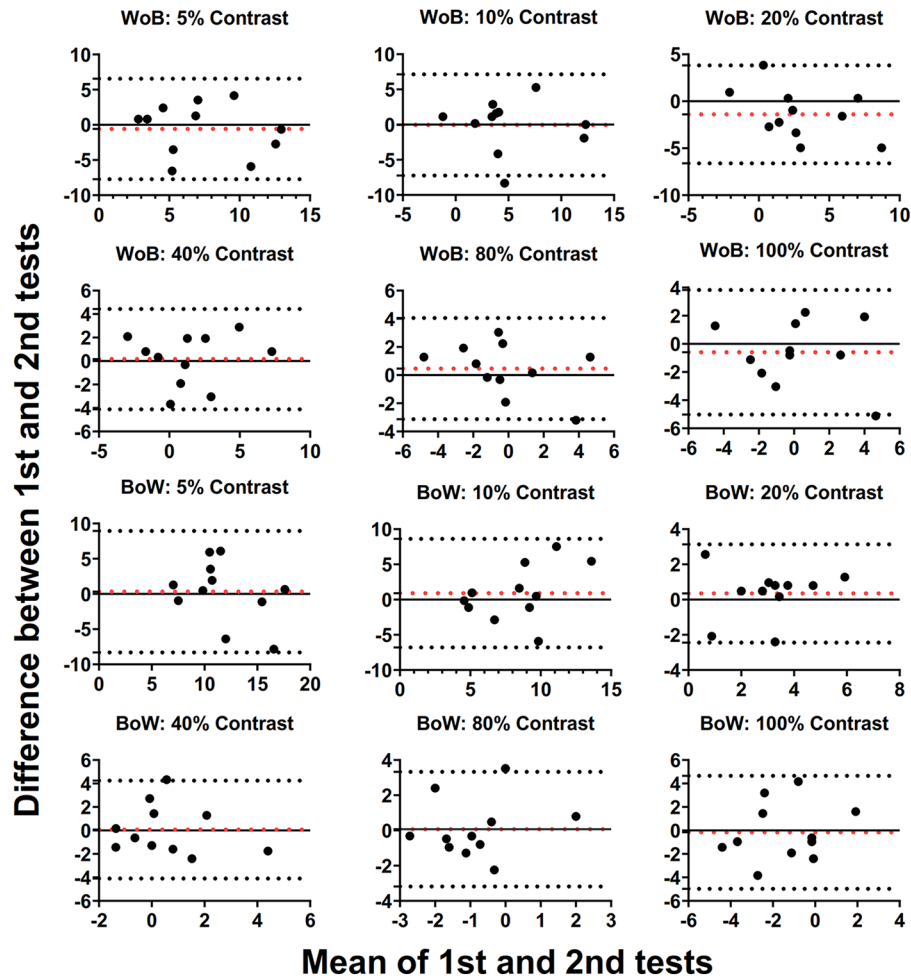 WoB: 5% Contrast
10
5
0
-5
-10
0 5 10 15
WoB: 10% Contrast
10
5
0
-5
-10
-5 0 5 10 15
WoB: 20% Contrast
5
0
-5
-10
-5 0 5 10
WoB: 40% Contrast
6
4
2
0
-2
-4
-6
-5 0 5 10
WoB: 80% Contrast
6
4
2
0
-2
-4
-6 -4 -2 0 2 4 6
WoB: 100% Contrast
4
2
0
-2
-4
-6
-6 -4 -2 0 2 4 6
BoW: 5% Contrast
10
5
0
-5
-10
0 5 10 15 20
BoW: 10% Contrast
10
5
0
-5
-10
0 5 10 15
BoW: 20% Contrast
4
2
0
-2
-4
0 2 4 6 8
BoW: 40% Contrast
6
4
2
0
-2
-4
-6
-2 0 2 4 6
BoW: 80% Contrast
4
2
0
-2
-4
-3 -2 -1 0 1 2 3
BoW: 100% Contrast
6
4
2
0
-2
-4
-6
-6 -4 -2 0 2 4
Difference between 1st and 2nd tests
Mean of 1st and 2nd tests